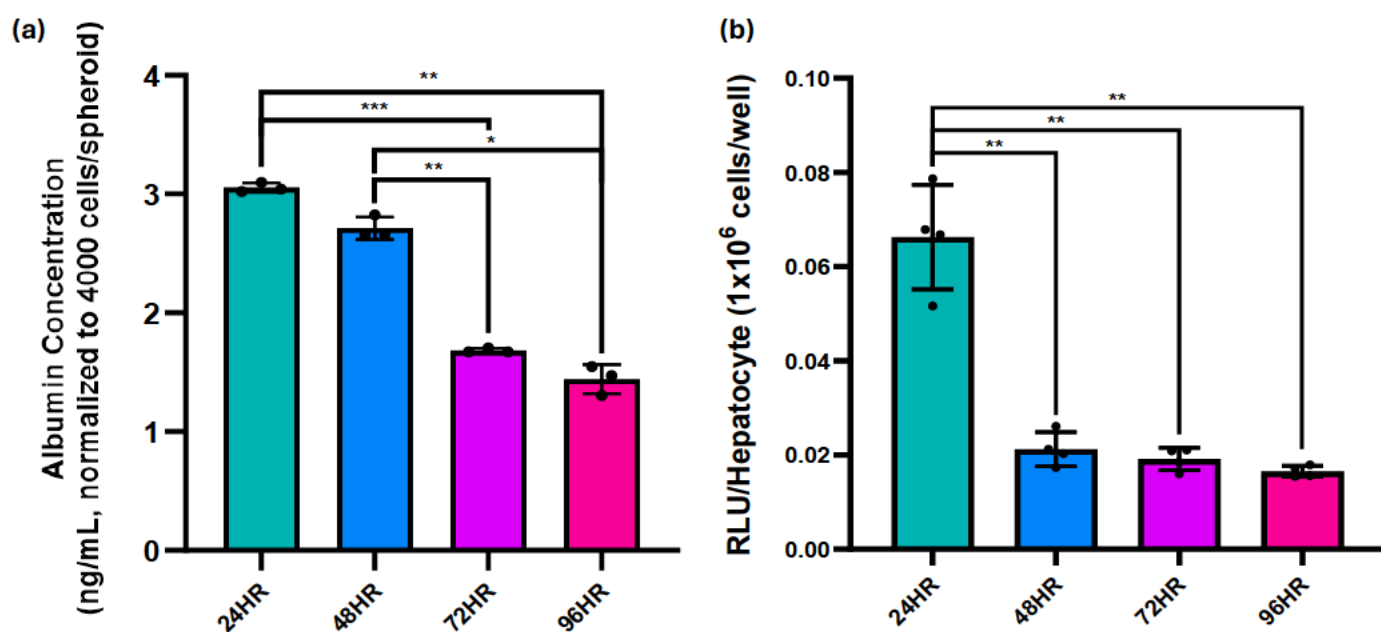 (a)
Albumin Concentration
(ng/mL, normalized to 4000 cells/spheroid)
4
3
2
1
0
**
***
*
**
24HR
48HR
72HR
96HR
(b)
RLU/Hepatocyte (1x10⁶ cells/well)
0.10
0.08
0.06
0.04
0.02
0.00
**
**
**
24HR
48HR
72HR
96HR